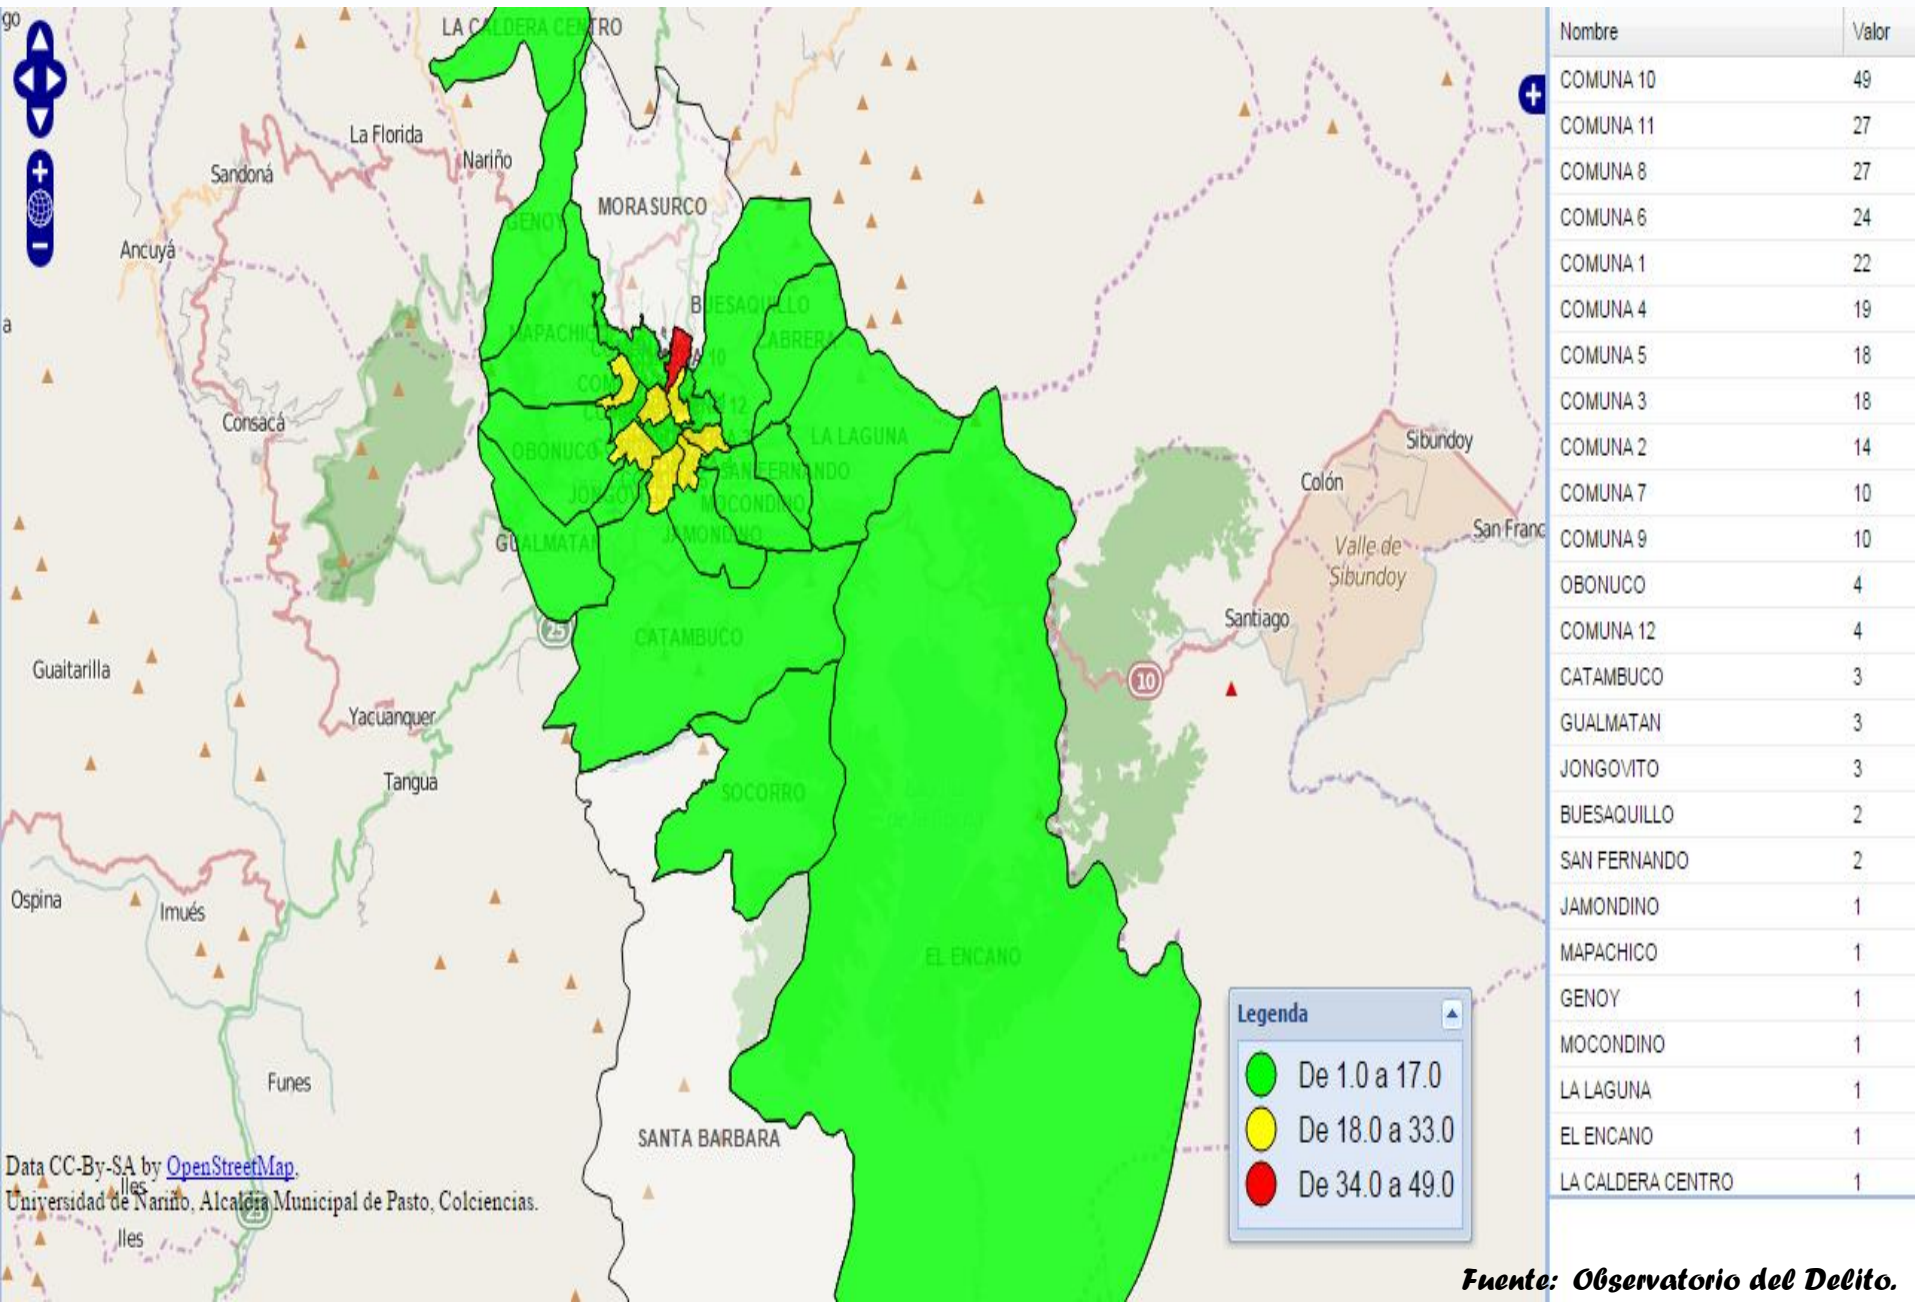 go
LA CALDERA CENTRO
La Florida
Nariño
Sandoná
MORASURCO
GENOY
Ancuyá
BUESAQUILLO
a
MAPACHICO
CABRERA
Consacá
LA LAGUNA
Sibundoy
OBONUCO
SAN FERNANDO
Colón
MOCONDINO
San Franc
GUALMATAN
JAMONDINO
Valle de
Sibundoy
Santiago
25
CATAMBUCO
Guaitarilla
10
Yacuanquer
Tangua
SOCORRO
Ospina
Imués
EL ENCANO
Funes
SANTA BARBARA
Data CC-By-SA by OpenStreetMap,
Iles
Universidad de Nariño, Alcaldia Municipal de Pasto, Colciencias.
25
Iles
Legenda
De 1.0 a 17.0
De 18.0 a 33.0
De 34.0 a 49.0
Nombre Valor
COMUNA 10 49
COMUNA 11 27
COMUNA 8 27
COMUNA 6 24
COMUNA 1 22
COMUNA 4 19
COMUNA 5 18
COMUNA 3 18
COMUNA 2 14
COMUNA 7 10
COMUNA 9 10
OBONUCO 4
COMUNA 12 4
CATAMBUCO 3
GUALMATAN 3
JONGOVITO 3
BUESAQUILLO 2
SAN FERNANDO 2
JAMONDINO 1
MAPACHICO 1
GENOY 1
MOCONDINO 1
LA LAGUNA 1
EL ENCANO 1
LA CALDERA CENTRO 1
Fuente: Observatorio del Delito.